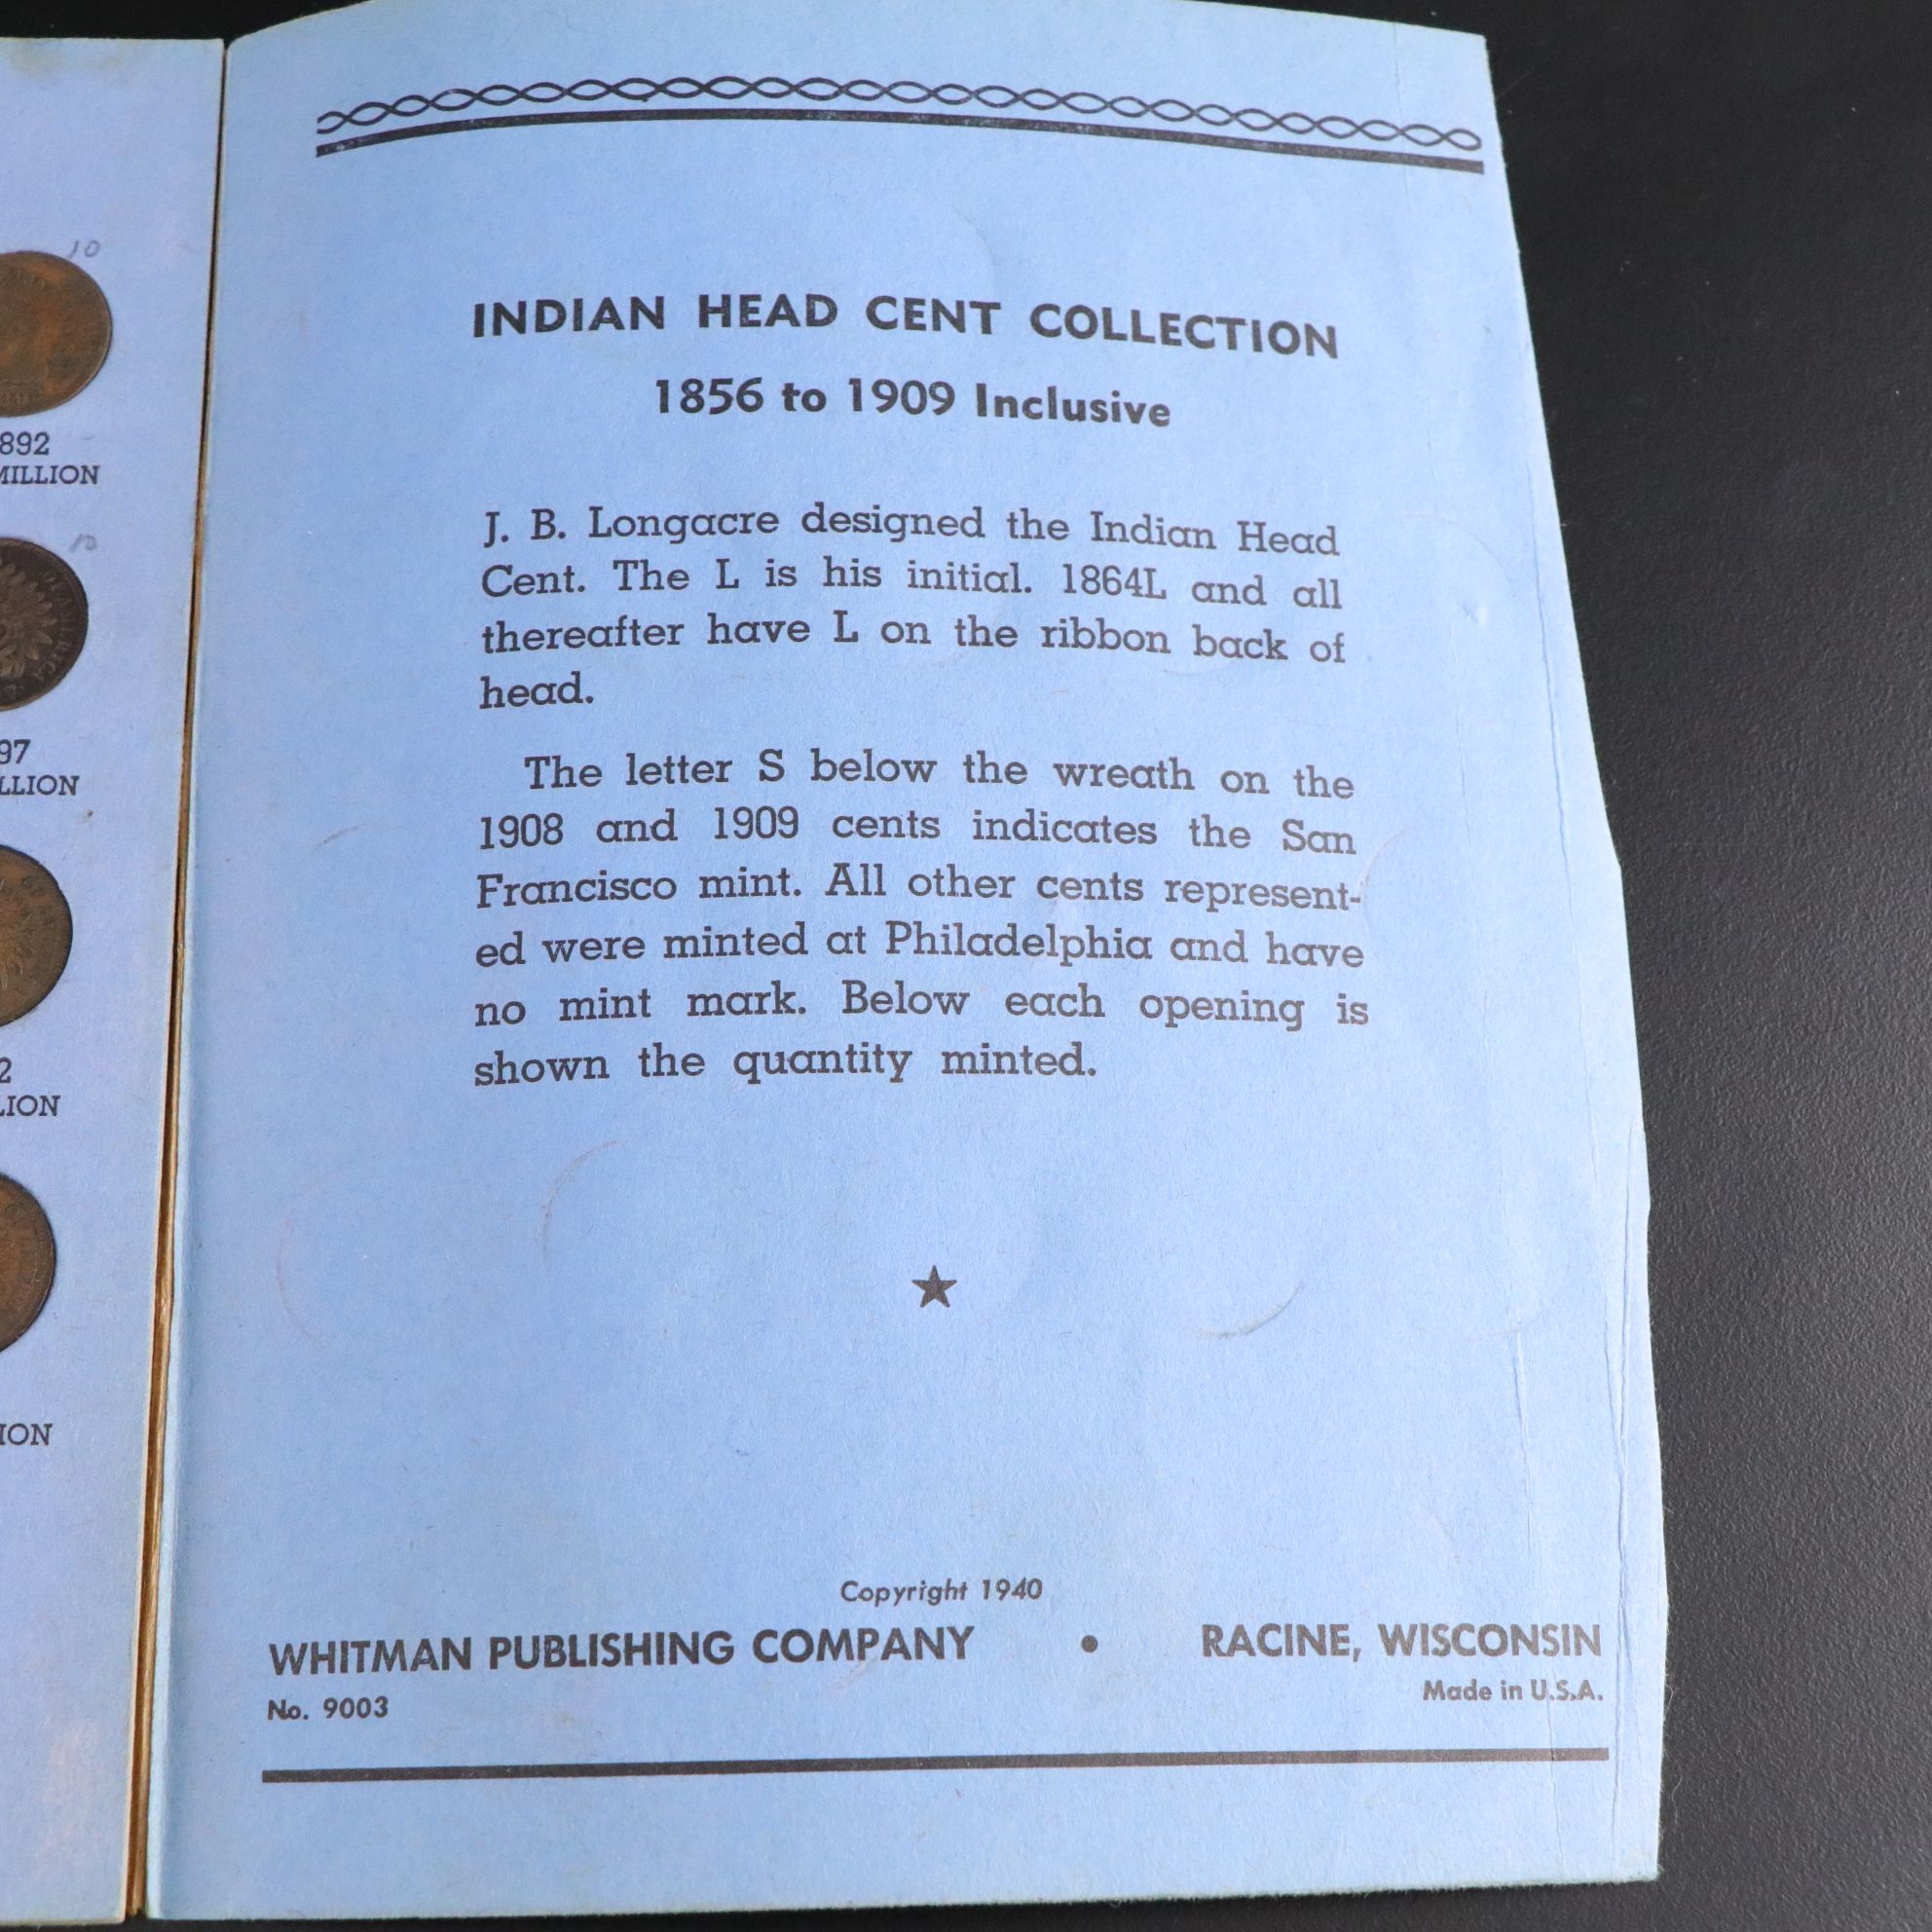 10
892
MILLION
10
97
LLION
2
LION
ION
INDIAN HEAD CENT COLLECTION
1856 to 1909 Inclusive
J. B. Longacre designed the Indian Head
Cent. The L is his initial. 1864L and all
thereafter have L on the ribbon back of
head.
The letter S below the wreath on the
1908 and 1909 cents indicates the San
Francisco mint. All other cents represent-
ed were minted at Philadelphia and have
no mint mark. Below each opening is
shown the quantity minted.
Copyright 1940
WHITMAN PUBLISHING COMPANY • RACINE, WISCONSIN
No. 9003
Made in U.S.A.